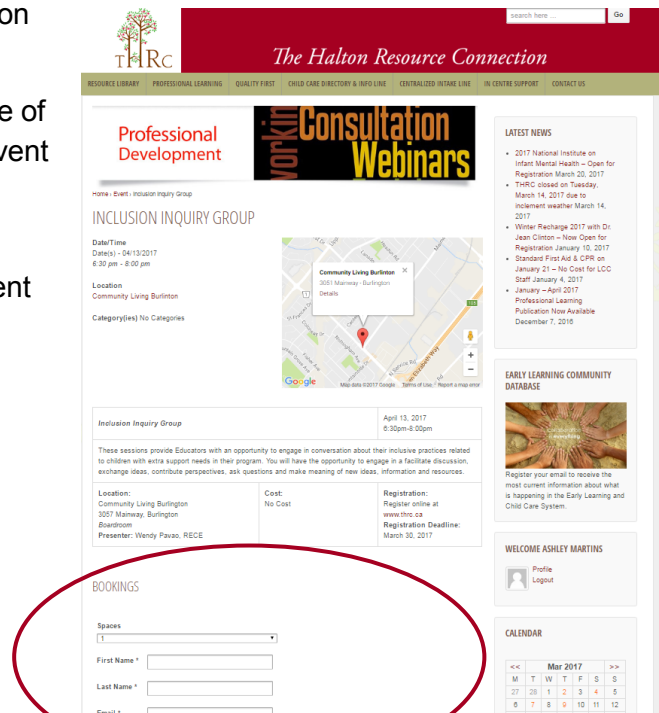 on
e of
vent
ent
THRC
search here ...
Go
The Halton Resource Connection
RESOURCE LIBRARY PROFESSIONAL LEARNING QUALITY FIRST CHILD CARE DIRECTORY & INFO LINE CENTRALIZED INTAKE LINE IN CENTRE SUPPORT CONTACT US
Professional
Development
Workin
Consultation
Webinars
Home › Event › Inclusion Inquiry Group
INCLUSION INQUIRY GROUP
Date/Time
Date(s) - 04/13/2017
6:30 pm - 8:00 pm
Location
Community Living Burlinton
Category(ies) No Categories
Community Living Burlinton
3051 Mainway - Burlington
Details
Google
Map data ©2017 Google Terms of Use Report a map error
Inclusion Inquiry Group
April 13, 2017
6:30pm-8:00pm
These sessions provide Educators with an opportunity to engage in conversation about their inclusive practices related
to children with extra support needs in their program. You will have the opportunity to engage in a facilitate discussion,
exchange ideas, contribute perspectives, ask questions and make meaning of new ideas, information and resources.
Location:
Community Living Burlington
3057 Mainway, Burlington
Boardroom
Presenter: Wendy Pavao, RECE
Cost:
No Cost
Registration:
Register online at
www.thrc.ca
Registration Deadline:
March 30, 2017
BOOKINGS
Spaces
1
First Name *
Last Name *
Email *
LATEST NEWS
2017 National Institute on
Infant Mental Health – Open for
Registration March 20, 2017
THRC closed on Tuesday,
March 14, 2017 due to
inclement weather March 14,
2017
Winter Recharge 2017 with Dr.
Jean Clinton – Now Open for
Registration January 10, 2017
Standard First Aid & CPR on
January 21 – No Cost for LCC
Staff January 4, 2017
January – April 2017
Professional Learning
Publication Now Available
December 7, 2016
EARLY LEARNING COMMUNITY
DATABASE
Register your email to receive the
most current information about what
is happening in the Early Learning and
Child Care System.
WELCOME ASHLEY MARTINS
Profile
Logout
CALENDAR
<< Mar 2017 >>
M T W T F S S
27 28 1 2 3 4 5
6 7 8 9 10 11 12